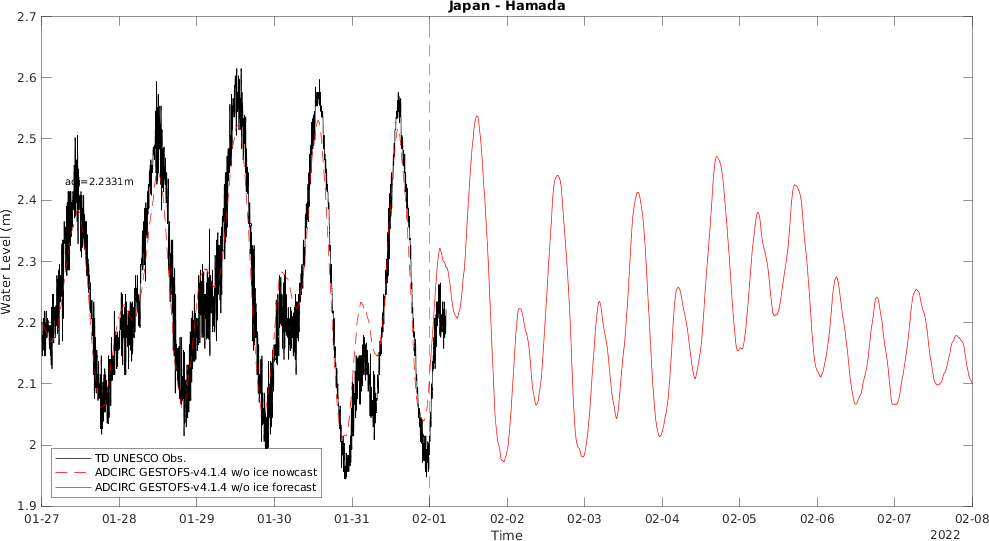 Japan - Hamada
2.7
2.6
2.5
2.4
2.3
2.2
2.1
2
1.9
Water Level (m)
adj=2.2331m
TD UNESCO Obs.
ADCIRC GESTOFS-v4.1.4 w/o ice nowcast
ADCIRC GESTOFS-v4.1.4 w/o ice forecast
01-27 01-28 01-29 01-30 01-31 02-01 02-02 02-03 02-04 02-05 02-06 02-07 02-08
Time
2022